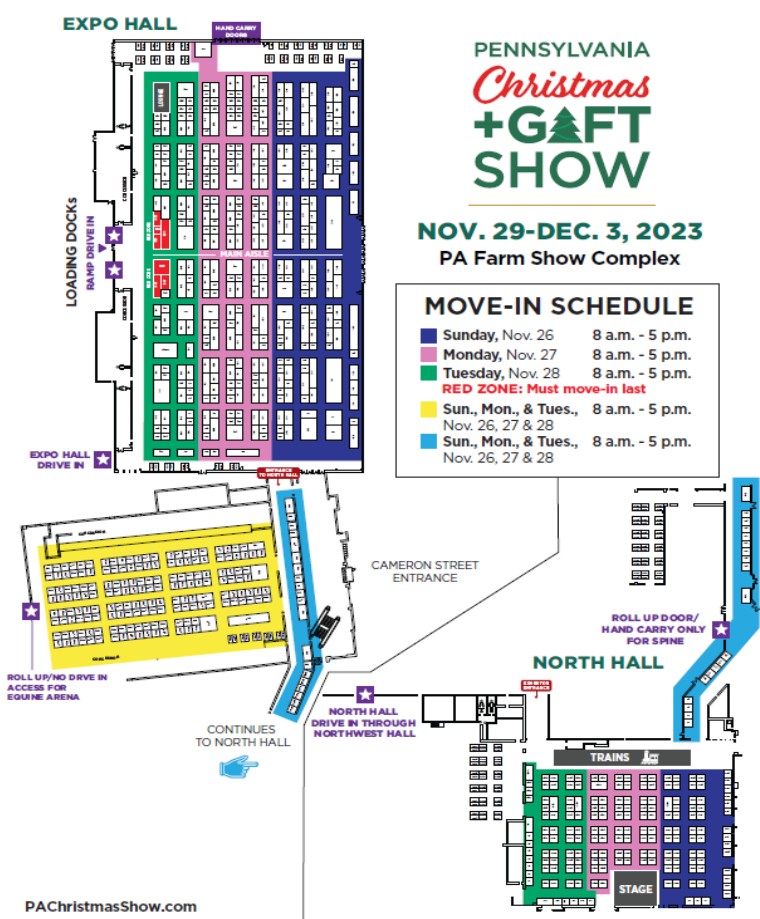 EXPO HALL
HAND CARRY
DOORS
PENNSYLVANIA
Christmas
+GIFT
SHOW
NOV. 29-DEC. 3, 2023
PA Farm Show Complex
LOUNGE
LOADING DOCKs
RAMP DRIVE IN
MAIN AISLE
MOVE-IN SCHEDULE
Sunday, Nov. 26 8 a.m. - 5 p.m.
Monday, Nov. 27 8 a.m. - 5 p.m.
Tuesday, Nov. 28 8 a.m. - 5 p.m.
RED ZONE: Must move-in last
Sun., Mon., & Tues., 8 a.m. - 5 p.m.
Nov. 26, 27 & 28
Sun., Mon., & Tues., 8 a.m. - 5 p.m.
Nov. 26, 27 & 28
EXPO HALL
DRIVE IN
ENTRANCE
TO NORTH HALL
CAMERON STREET
ENTRANCE
ROLL UP DOOR/
HAND CARRY ONLY
FOR SPINE
NORTH HALL
ROLL UP/NO DRIVE IN
ACCESS FOR
EQUINE ARENA
NORTH HALL
DRIVE IN THROUGH
NORTHWEST HALL
CONTINUES
TO NORTH HALL
TRAINS
STAGE
PAChristmasShow.com